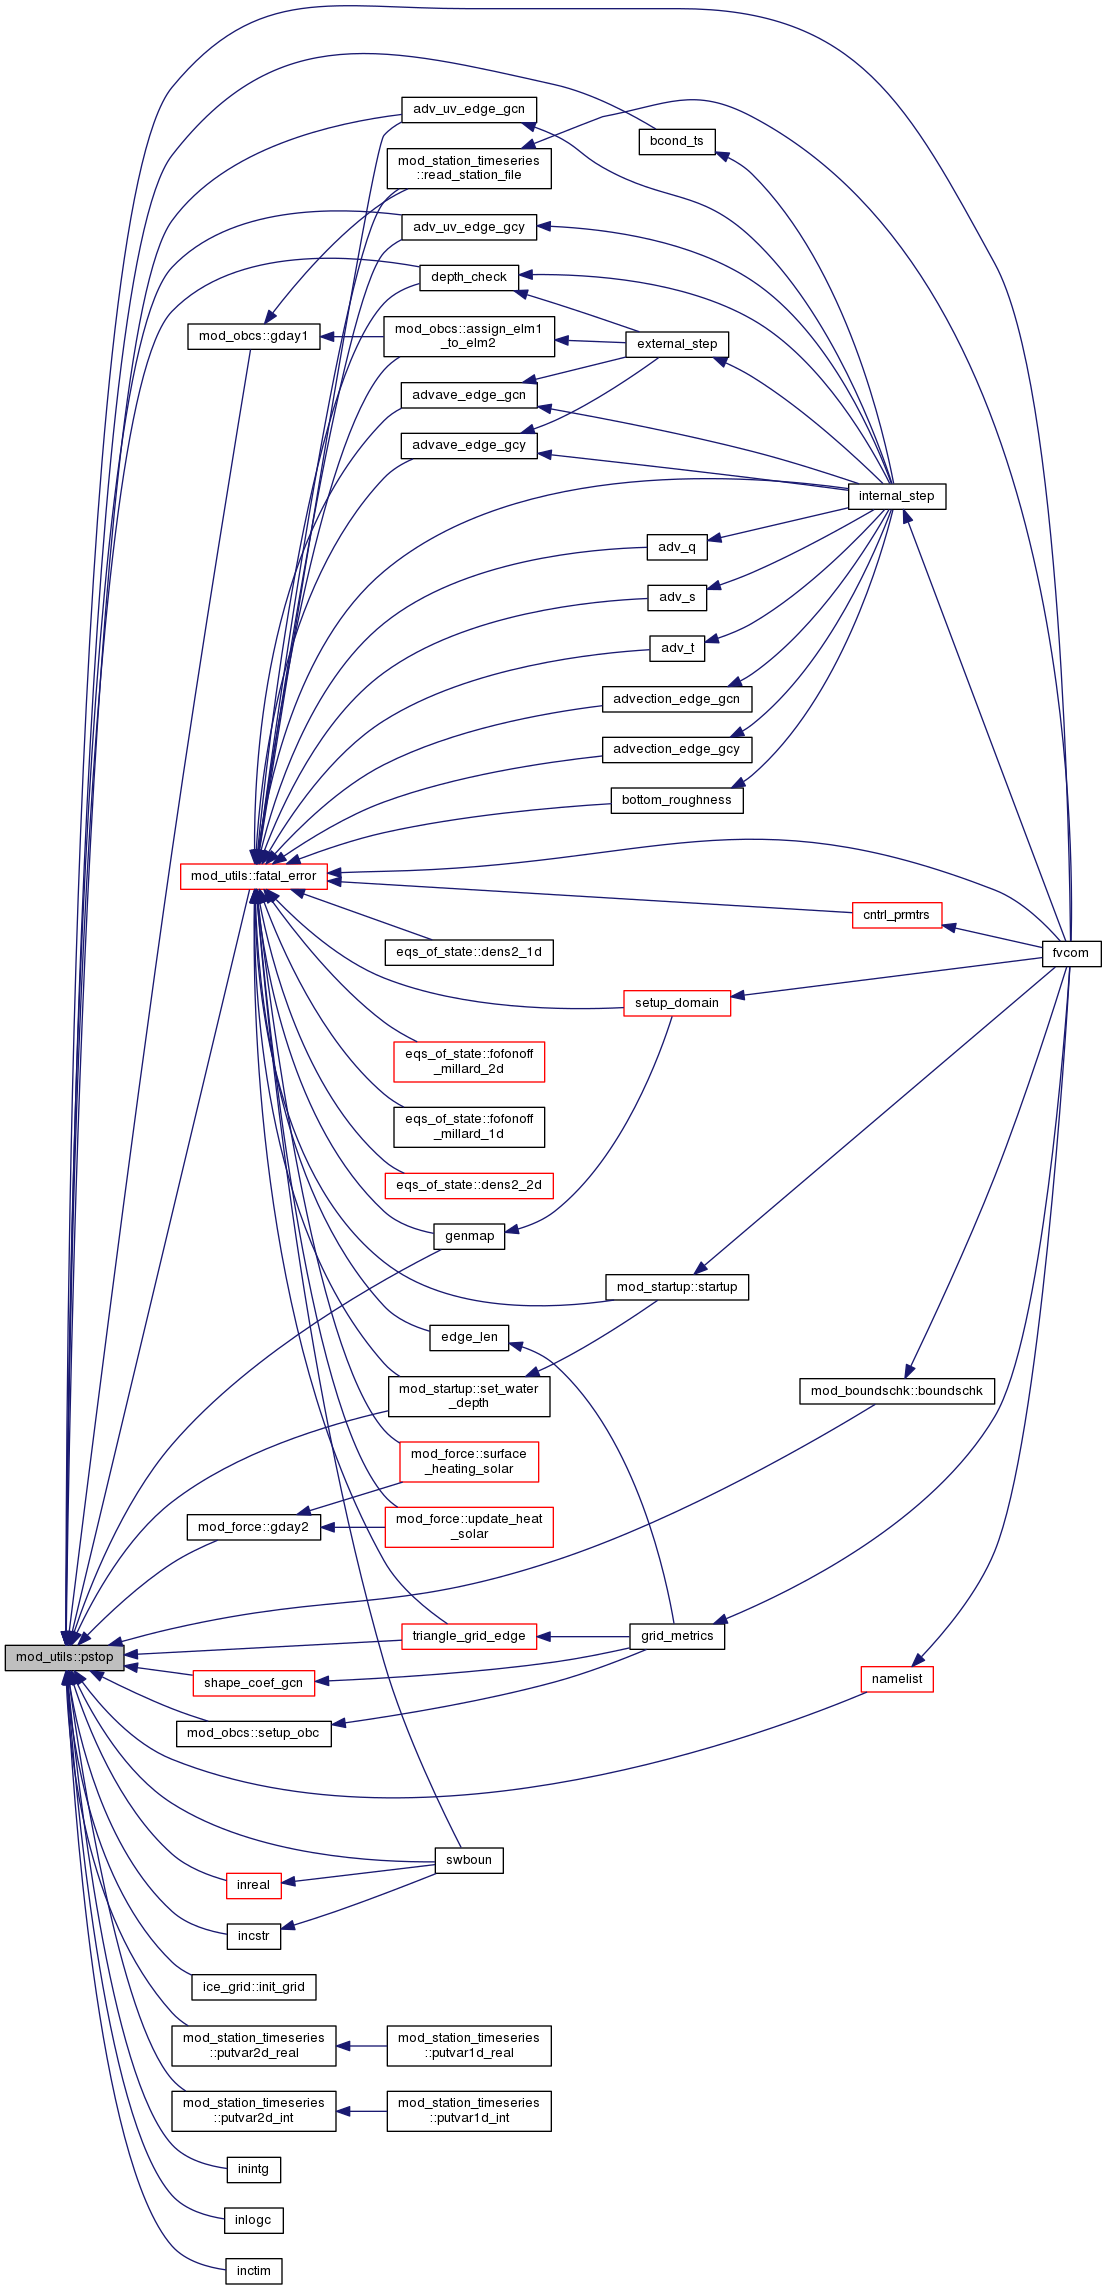 adv_uv_edge_gcn
bcond_ts
mod_station_timeseries
::read_station_file
adv_uv_edge_gcy
depth_check
mod_obcs::gday1
mod_obcs::assign_elm1
_to_elm2
external_step
advave_edge_gcn
advave_edge_gcy
internal_step
adv_q
adv_s
adv_t
advection_edge_gcn
advection_edge_gcy
bottom_roughness
mod_utils::fatal_error
cntrl_prmtrs
eqs_of_state::dens2_1d
fvcom
setup_domain
eqs_of_state::fofonoff
_millard_2d
eqs_of_state::fofonoff
_millard_1d
eqs_of_state::dens2_2d
genmap
mod_startup::startup
edge_len
mod_startup::set_water
_depth
mod_boundschk::boundschk
mod_force::surface
_heating_solar
mod_force::gday2
mod_force::update_heat
_solar
triangle_grid_edge
grid_metrics
mod_utils::pstop
shape_coef_gcn
namelist
mod_obcs::setup_obc
swboun
inreal
incstr
ice_grid::init_grid
mod_station_timeseries
::putvar2d_real
mod_station_timeseries
::putvar1d_real
mod_station_timeseries
::putvar2d_int
mod_station_timeseries
::putvar1d_int
inintg
inlogc
inctim